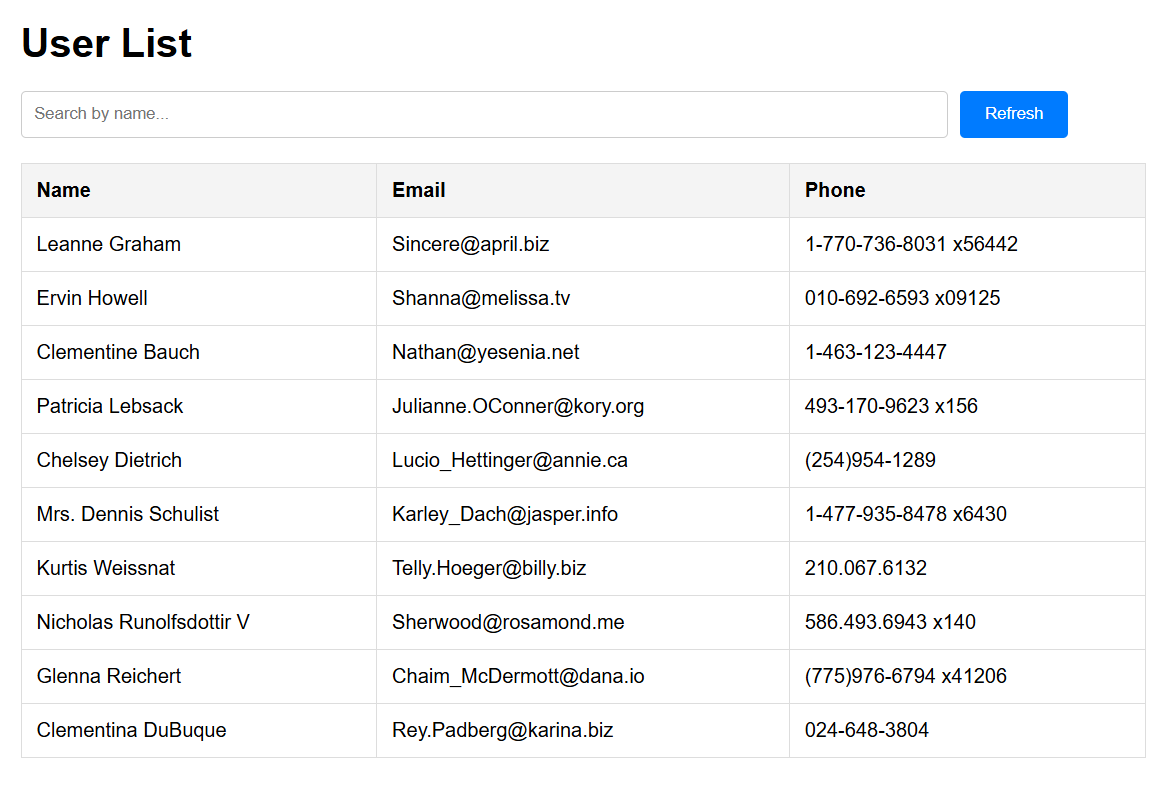 User List
Search by name...
Refresh
Name Email Phone
Leanne Graham Sincere@april.biz 1-770-736-8031 x56442
Ervin Howell Shanna@melissa.tv 010-692-6593 x09125
Clementine Bauch Nathan@yesenia.net 1-463-123-4447
Patricia Lebsack Julianne.OConner@kory.org 493-170-9623 x156
Chelsey Dietrich Lucio_Hettinger@annie.ca (254)954-1289
Mrs. Dennis Schulist Karley_Dach@jasper.info 1-477-935-8478 x6430
Kurtis Weissnat Telly.Hoeger@billy.biz 210.067.6132
Nicholas Runolfsdottir V Sherwood@rosamond.me 586.493.6943 x140
Glenna Reichert Chaim_McDermott@dana.io (775)976-6794 x41206
Clementina DuBuque Rey.Padberg@karina.biz 024-648-3804